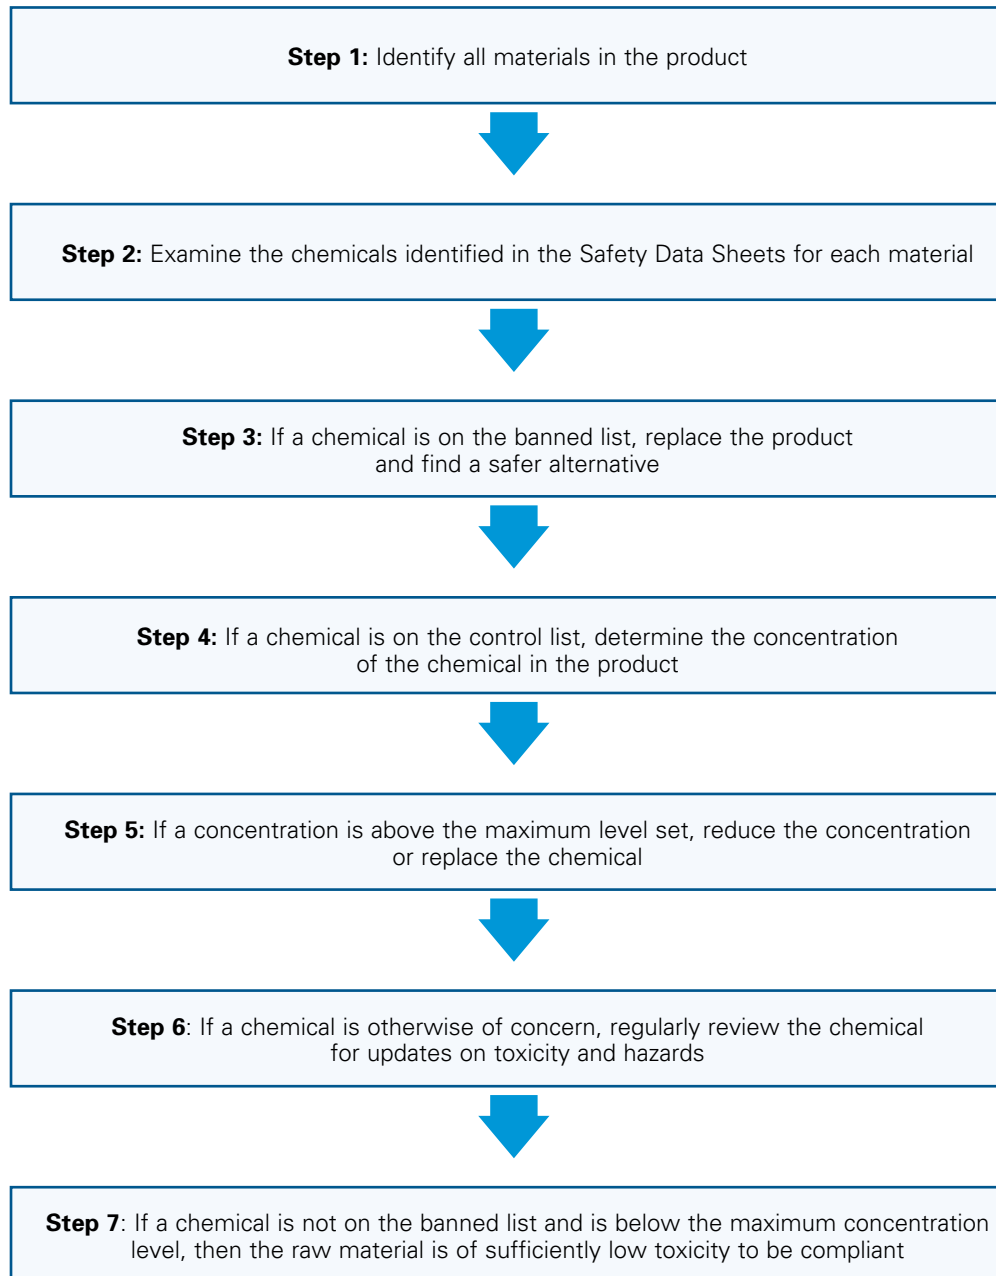 Step 1: Identify all materials in the product
Step 2: Examine the chemicals identified in the Safety Data Sheets for each material
Step 3: If a chemical is on the banned list, replace the product
and find a safer alternative
Step 4: If a chemical is on the control list, determine the concentration
of the chemical in the product
Step 5: If a concentration is above the maximum level set, reduce the concentration
or replace the chemical
Step 6: If a chemical is otherwise of concern, regularly review the chemical
for updates on toxicity and hazards
Step 7: If a chemical is not on the banned list and is below the maximum concentration
level, then the raw material is of sufficiently low toxicity to be compliant